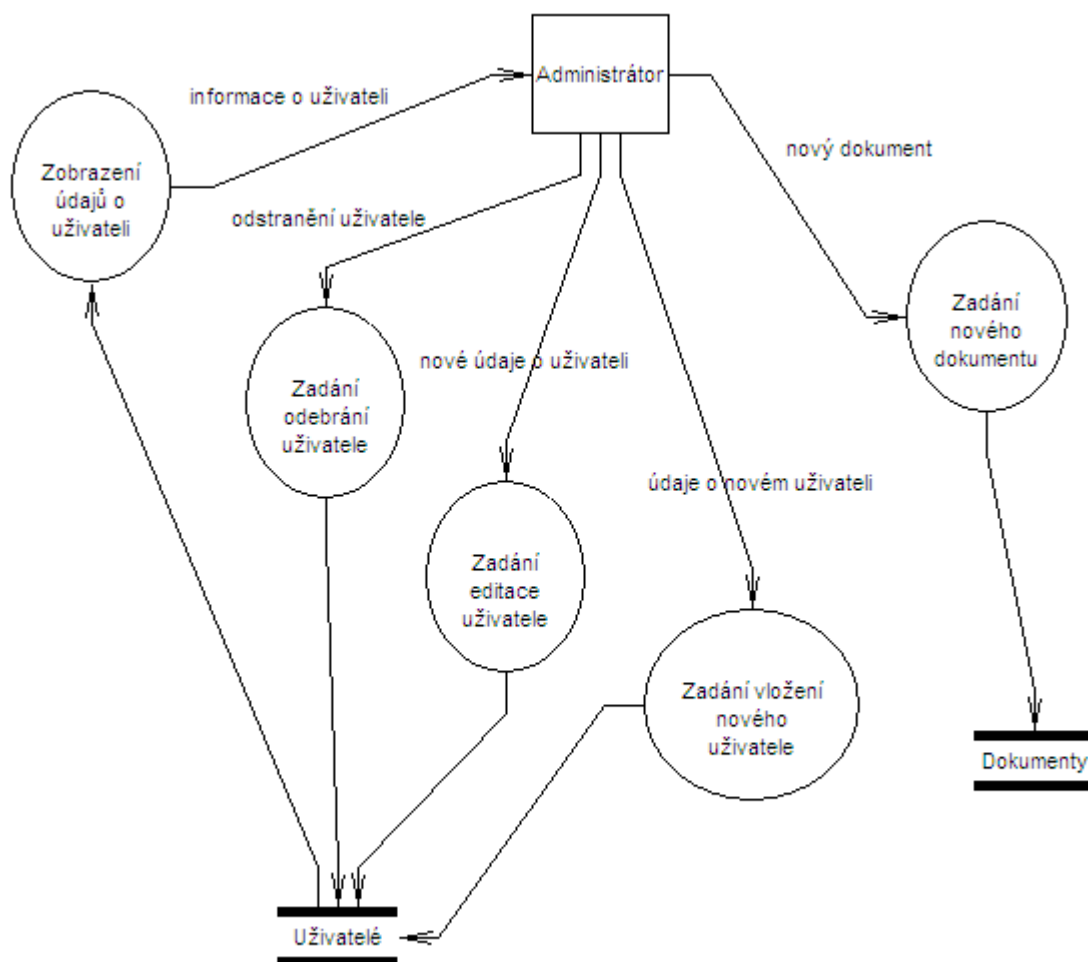 Administrátor
informace o uživateli
nový dokument
Zobrazení
údajů o
uživateli
odstranění uživatele
Zadání
nového
dokumentu
nové údaje o uživateli
Zadání
odebrání
uživatele
údaje o novém uživateli
Zadání
editace
uživatele
Zadání vložení
nového
uživatele
Dokumenty
Uživatelé